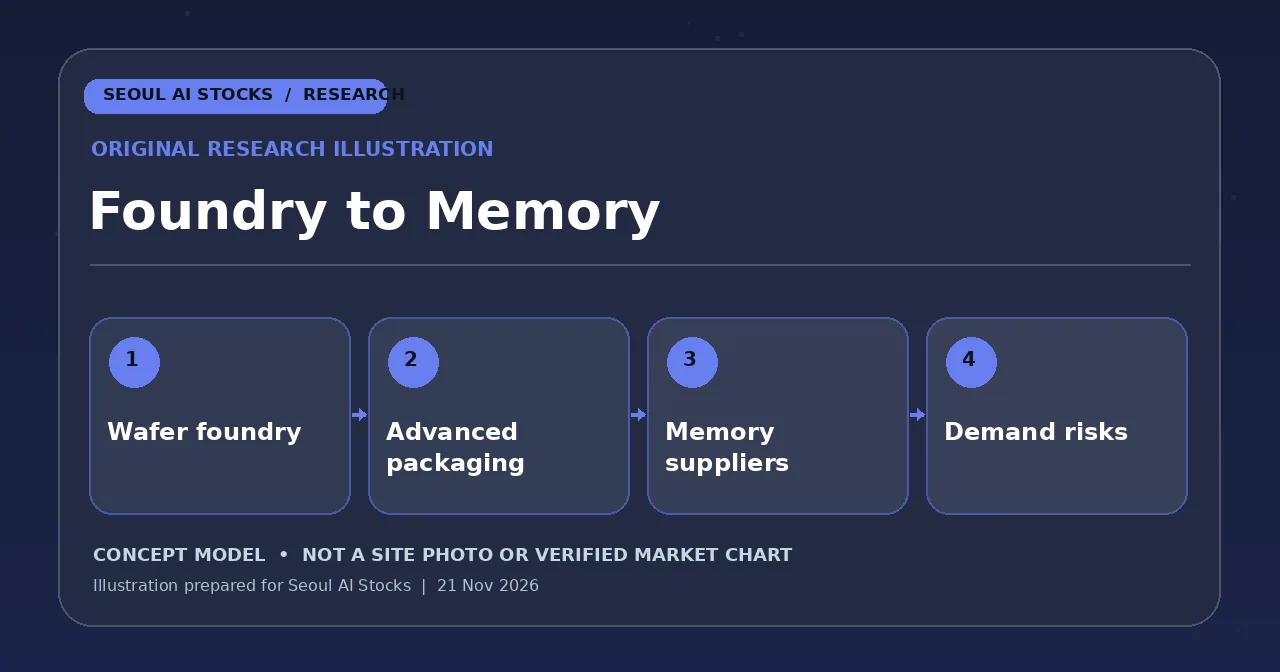 SEOUL AI STOCKS / RESEARCH
ORIGINAL RESEARCH ILLUSTRATION
Foundry to Memory
1
Wafer foundry
2
Advanced
packaging
3
Memory
suppliers
4
Demand risks
CONCEPT MODEL • NOT A SITE PHOTO OR VERIFIED MARKET CHART
Illustration prepared for Seoul AI Stocks | 21 Nov 2026